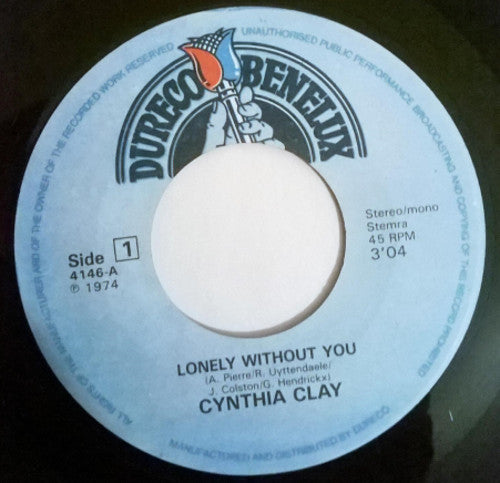 ALL RIGHTS OF THE MANUFACTURER AND OF THE OWNER OF THE RECORDED WORK RESERVED
UNAUTHORISED PUBLIC PERFORMANCE BROADCASTING AND COPYING OF THE RECORD PROHIBITED
DURECO BENELUX
Side 1
4146-A
℗ 1974
Stereo/mono
Stemra
45 RPM
3'04
LONELY WITHOUT YOU
(A. Pierre/R. Uyttendaele/
J. Colston/G. Hendrickx)
CYNTHIA CLAY
MANUFACTURED AND DISTRIBUTED BY DURECO